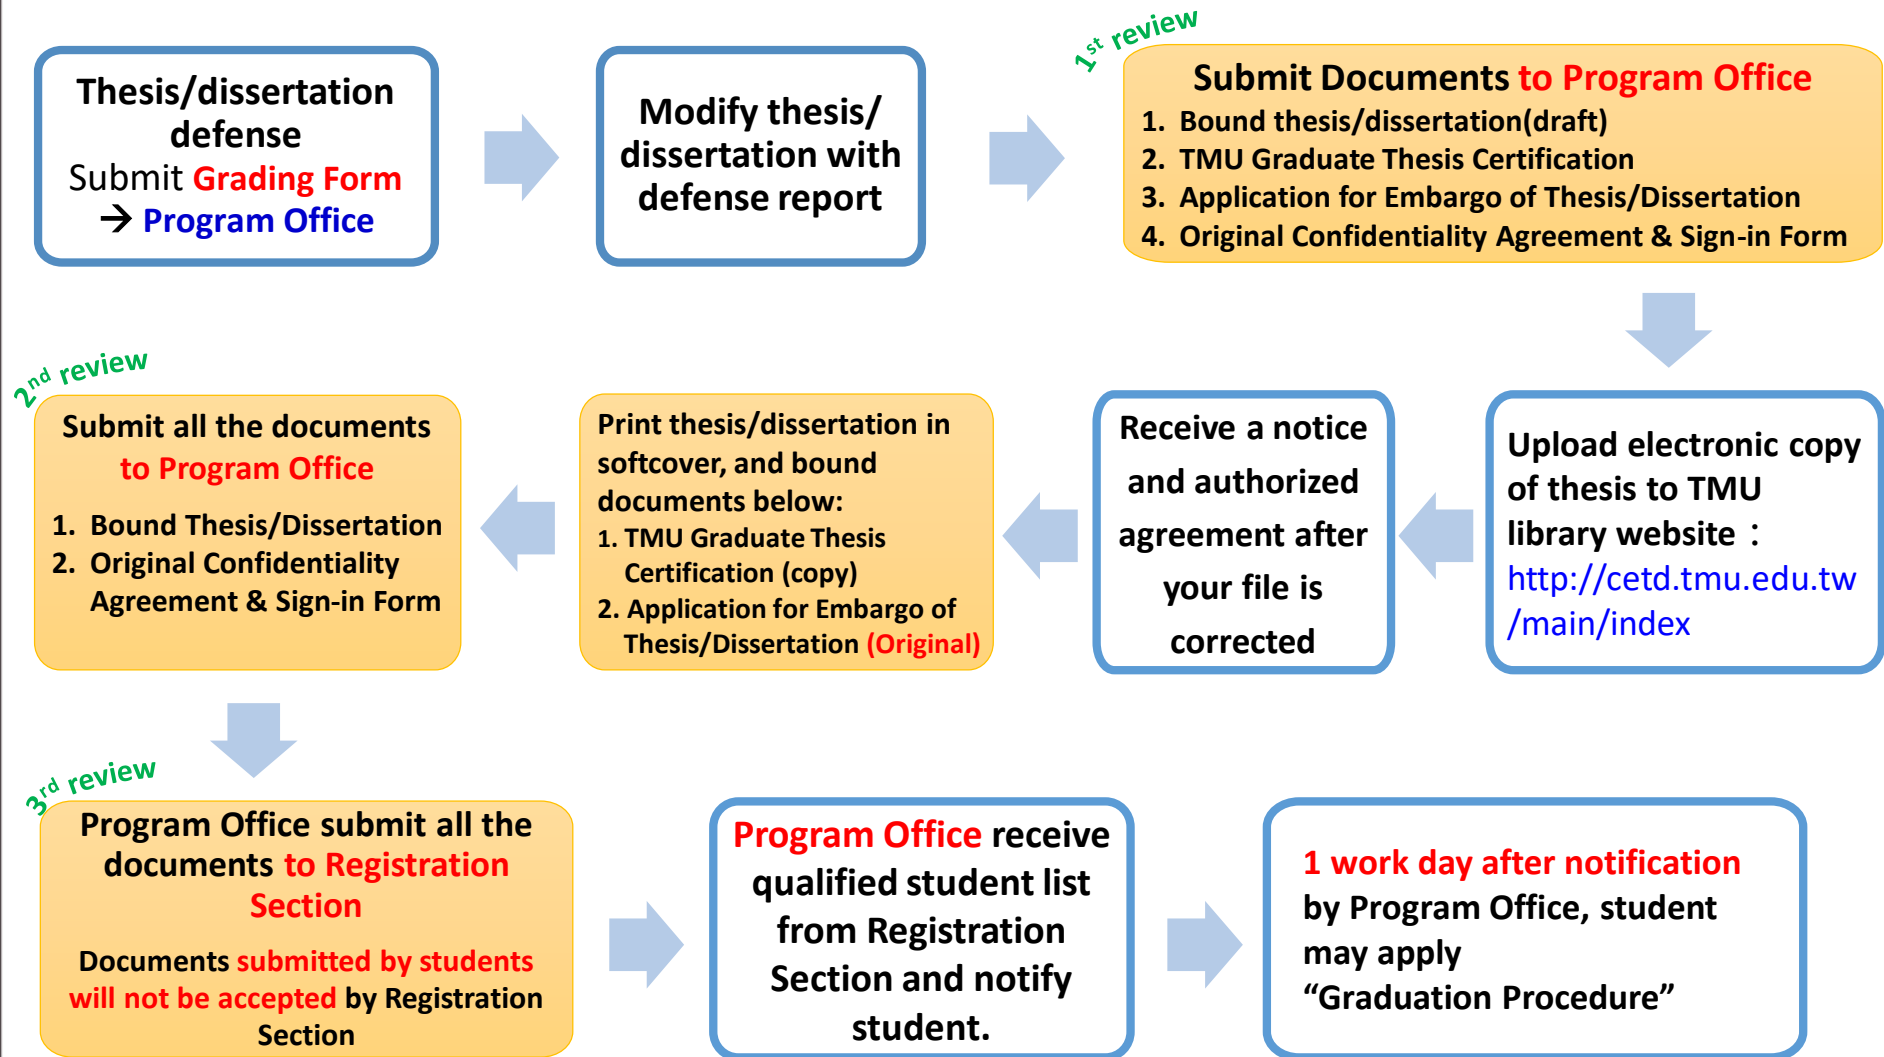 Thesis/dissertation
defense
Submit Grading Form
→ Program Office
Modify thesis/
dissertation with
defense report
1st review
Submit Documents to Program Office
1. Bound thesis/dissertation(draft)
2. TMU Graduate Thesis Certification
3. Application for Embargo of Thesis/Dissertation
4. Original Confidentiality Agreement & Sign-in Form
Upload electronic copy
of thesis to TMU
library website：
http://cetd.tmu.edu.tw
/main/index
Receive a notice
and authorized
agreement after
your file is
corrected
Print thesis/dissertation in
softcover, and bound
documents below:
1. TMU Graduate Thesis
Certification (copy)
2. Application for Embargo of
Thesis/Dissertation (Original)
2nd review
Submit all the documents
to Program Office
1. Bound Thesis/Dissertation
2. Original Confidentiality
Agreement & Sign-in Form
3rd review
Program Office submit all the
documents to Registration
Section
Documents submitted by students
will not be accepted by Registration
Section
Program Office receive
qualified student list
from Registration
Section and notify
student.
1 work day after notification
by Program Office, student
may apply
“Graduation Procedure”